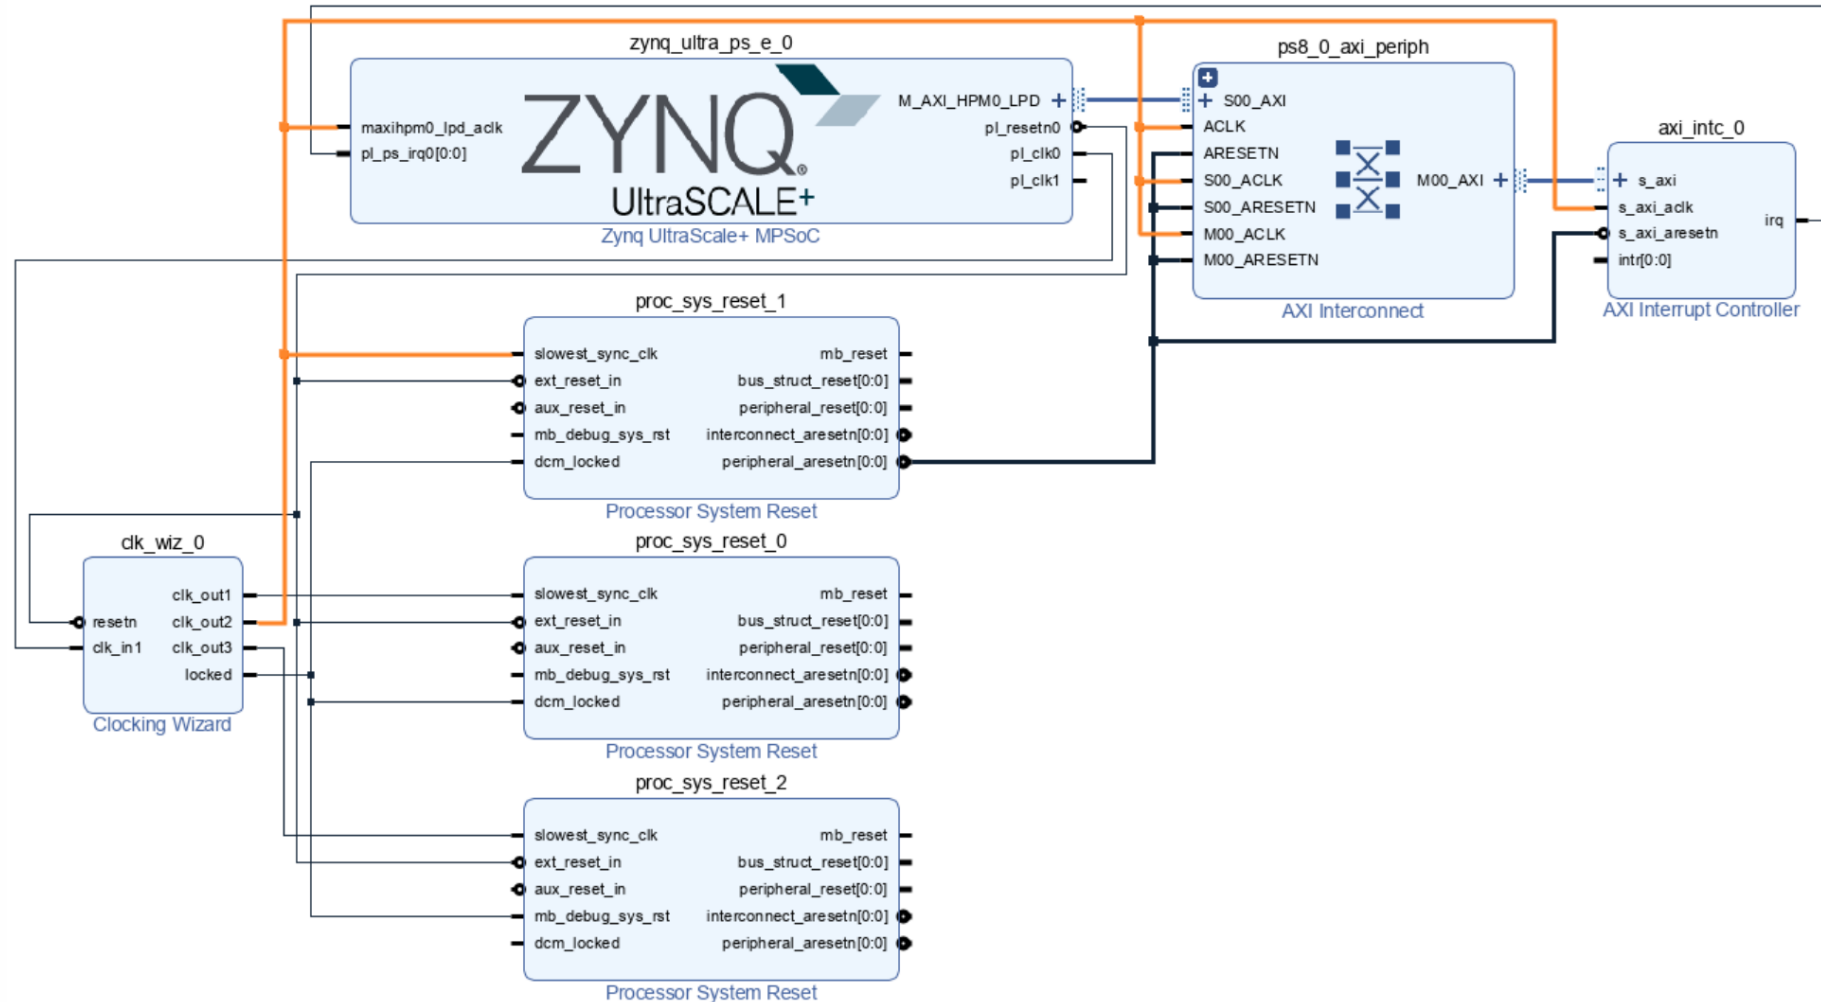 zynq_ultra_ps_e_0
maxihpm0_lpd_aclk
pl_ps_irq0[0:0]
ZYNQ®
UltraSCALE+
M_AXI_HPM0_LPD
pl_resetn0
pl_clk0
pl_clk1
Zynq UltraScale+ MPSoC
ps8_0_axi_periph
S00_AXI
ACLK
ARESETN
S00_ACLK
S00_ARESETN
M00_ACLK
M00_ARESETN
M00_AXI
AXI Interconnect
axi_intc_0
s_axi
s_axi_aclk
s_axi_aresetn
intr[0:0]
irq
AXI Interrupt Controller
proc_sys_reset_1
slowest_sync_clk
ext_reset_in
aux_reset_in
mb_debug_sys_rst
dcm_locked
mb_reset
bus_struct_reset[0:0]
peripheral_reset[0:0]
interconnect_aresetn[0:0]
peripheral_aresetn[0:0]
Processor System Reset
clk_wiz_0
resetn
clk_in1
clk_out1
clk_out2
clk_out3
locked
Clocking Wizard
proc_sys_reset_0
slowest_sync_clk
ext_reset_in
aux_reset_in
mb_debug_sys_rst
dcm_locked
mb_reset
bus_struct_reset[0:0]
peripheral_reset[0:0]
interconnect_aresetn[0:0]
peripheral_aresetn[0:0]
Processor System Reset
proc_sys_reset_2
slowest_sync_clk
ext_reset_in
aux_reset_in
mb_debug_sys_rst
dcm_locked
mb_reset
bus_struct_reset[0:0]
peripheral_reset[0:0]
interconnect_aresetn[0:0]
peripheral_aresetn[0:0]
Processor System Reset